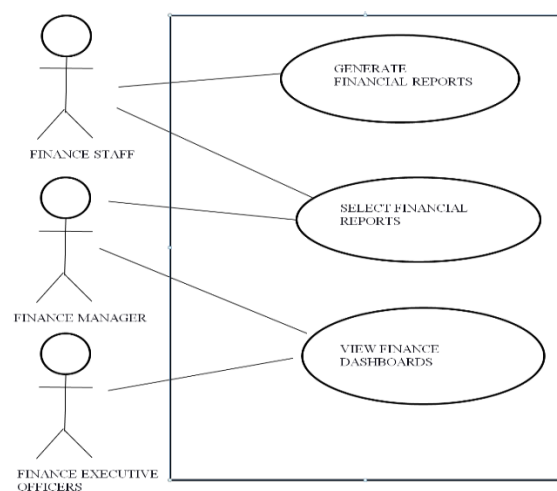 GENERATE
FINANCIAL REPORTS
FINANCE STAFF
SELECT FINANCIAL
REPORTS
FINANCE MANAGER
VIEW FINANCE
DASHBOARDS
FINANCE EXECUTIVE
OFFICERS